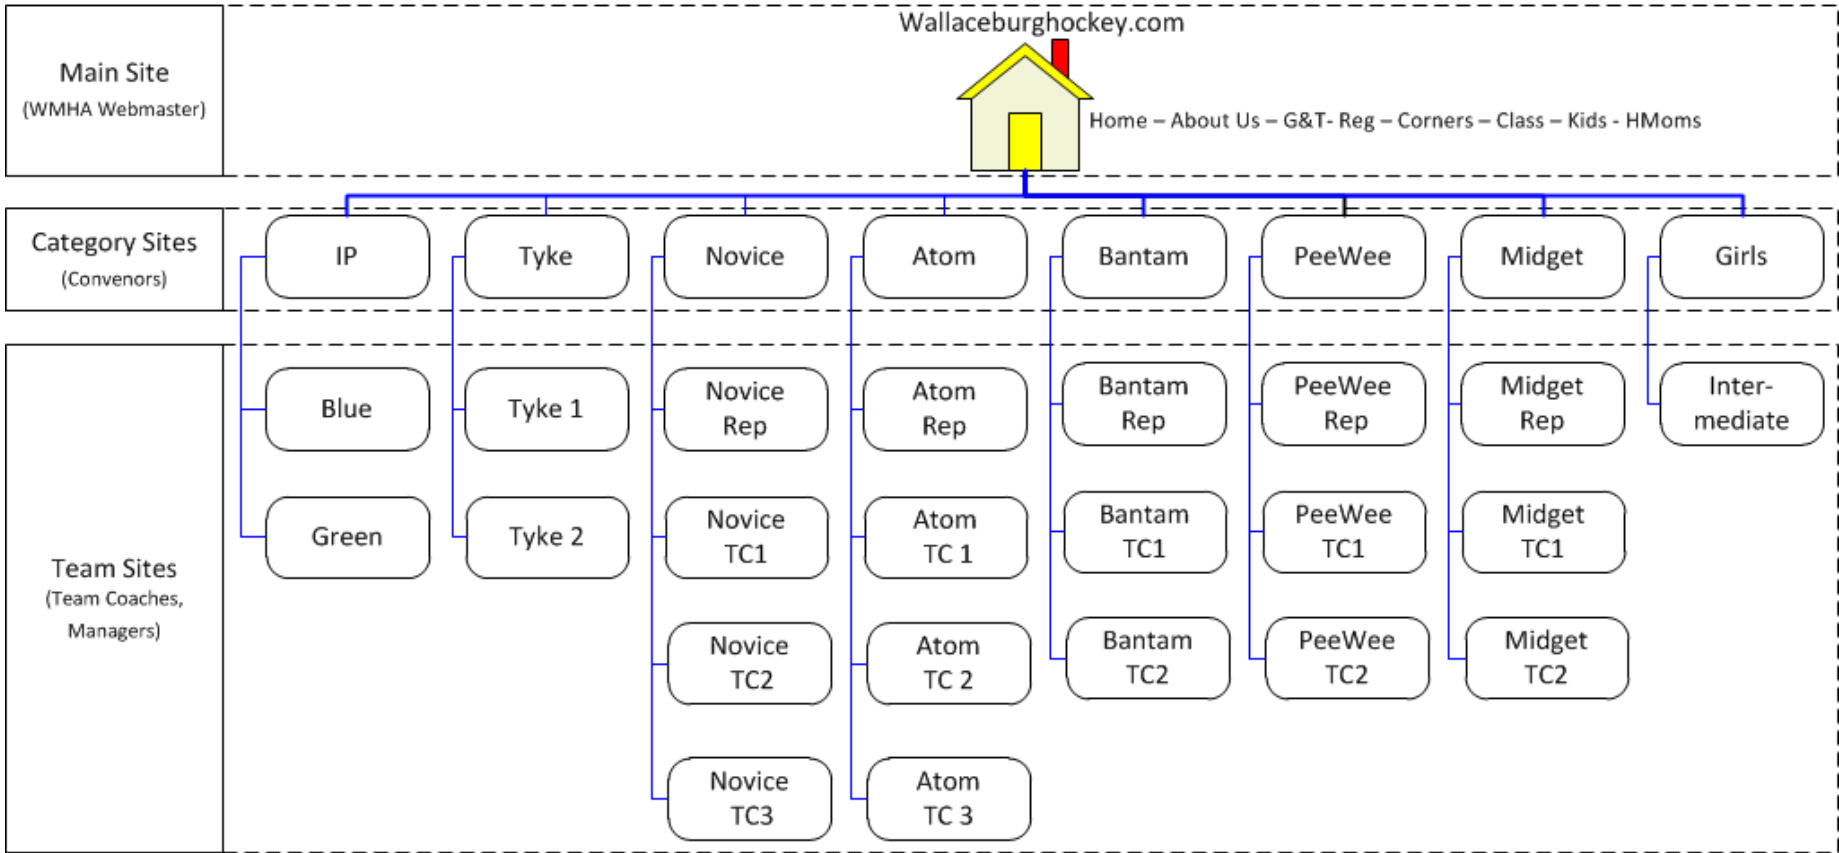 Wallaceburghockey.com
Main Site
(WMHA Webmaster)
Home – About Us – G&T- Reg – Corners – Class – Kids - HMoms
Category Sites
(Convenors)
IP
Tyke
Novice
Atom
Bantam
PeeWee
Midget
Girls
Team Sites
(Team Coaches,
Managers)
Blue
Green
Tyke 1
Tyke 2
Novice
Rep
Novice
TC1
Novice
TC2
Novice
TC3
Atom
Rep
Atom
TC 1
Atom
TC 2
Atom
TC 3
Bantam
Rep
Bantam
TC1
Bantam
TC2
PeeWee
Rep
PeeWee
TC1
PeeWee
TC2
Midget
Rep
Midget
TC1
Midget
TC2
Inter-
mediate